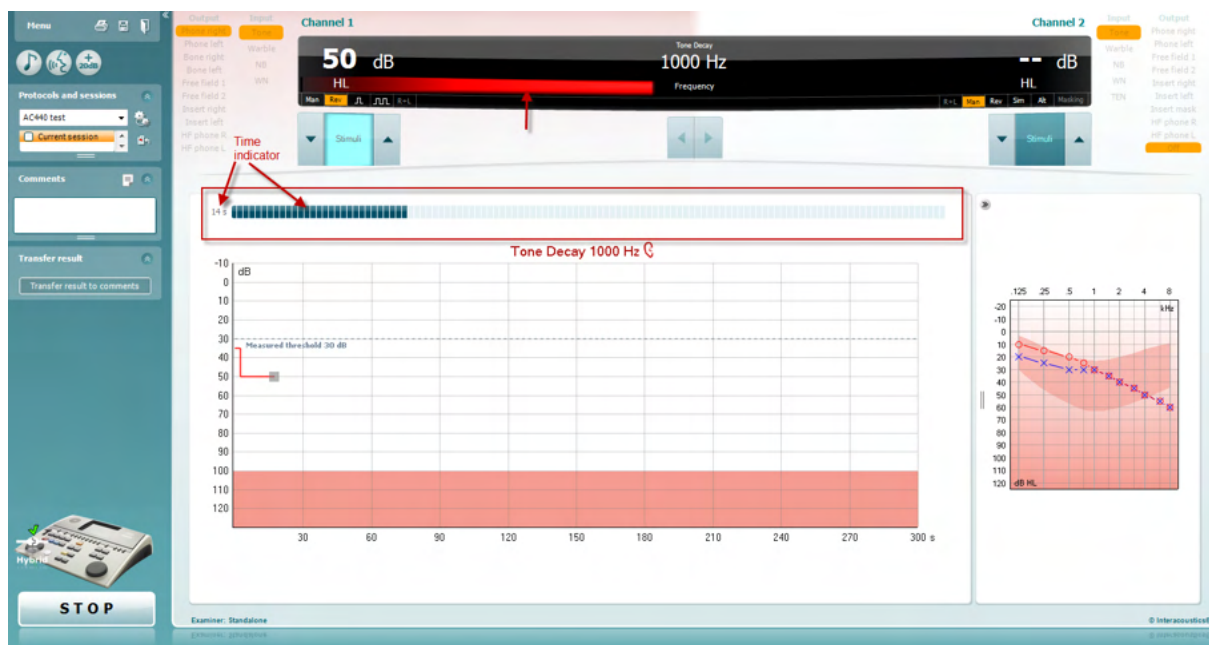 Menu
Protocols and sessions
AC440 test
Current session
Comments
Transfer result
Transfer result to comments
Hybrid
STOP
Output Input
Phone right Tone
Phone left Warble
Bone right NB
Bone left
Free field 1 WN
Free field 2
Insert right
Insert left
HF phone R
HF phone L
Channel 1
50 dB
HL
Man Rev R+L
Tone Decay
1000 Hz
Frequency
Channel 2
-- dB
HL
R+L Man Rev Sim Alt Masking
Input Output
Tone Phone right
Warble Phone left
NB Free field 1
WN Free field 2
TEN Insert right
Insert left
Insert mask
HF phone R
HF phone L
Off
Stimuli
Stimuli
Time
indicator
14 s
Tone Decay 1000 Hz
dB
-10
0
10
20
30
40
50
60
70
80
90
100
110
120
Measured threshold 30 dB
30 60 90 120 150 180 210 240 270 300 s
.125 .25 .5 1 2 4 8
kHz
-20
-10
0
10
20
30
40
50
60
70
80
90
100
110
120
dB HL
Examiner: Standalone
© Interacoustics®